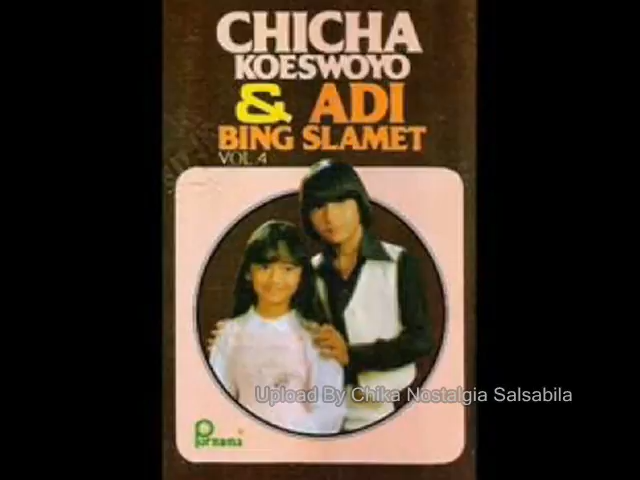 CHICHA
KOESWOYO
& ADI
BING SLAMET
VOL. 4
Upload By Chika Nostalgia Salsabila
Purnama